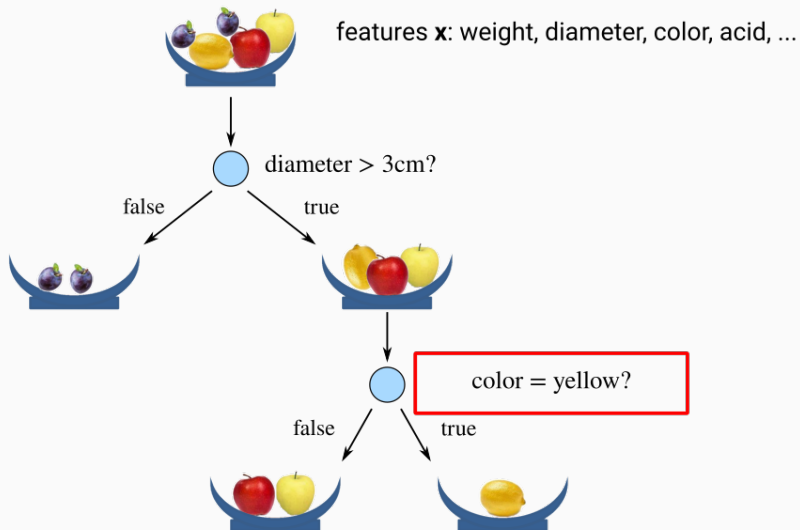 features x: weight, diameter, color, acid, ...
diameter > 3cm?
false
true
color = yellow?
false
true